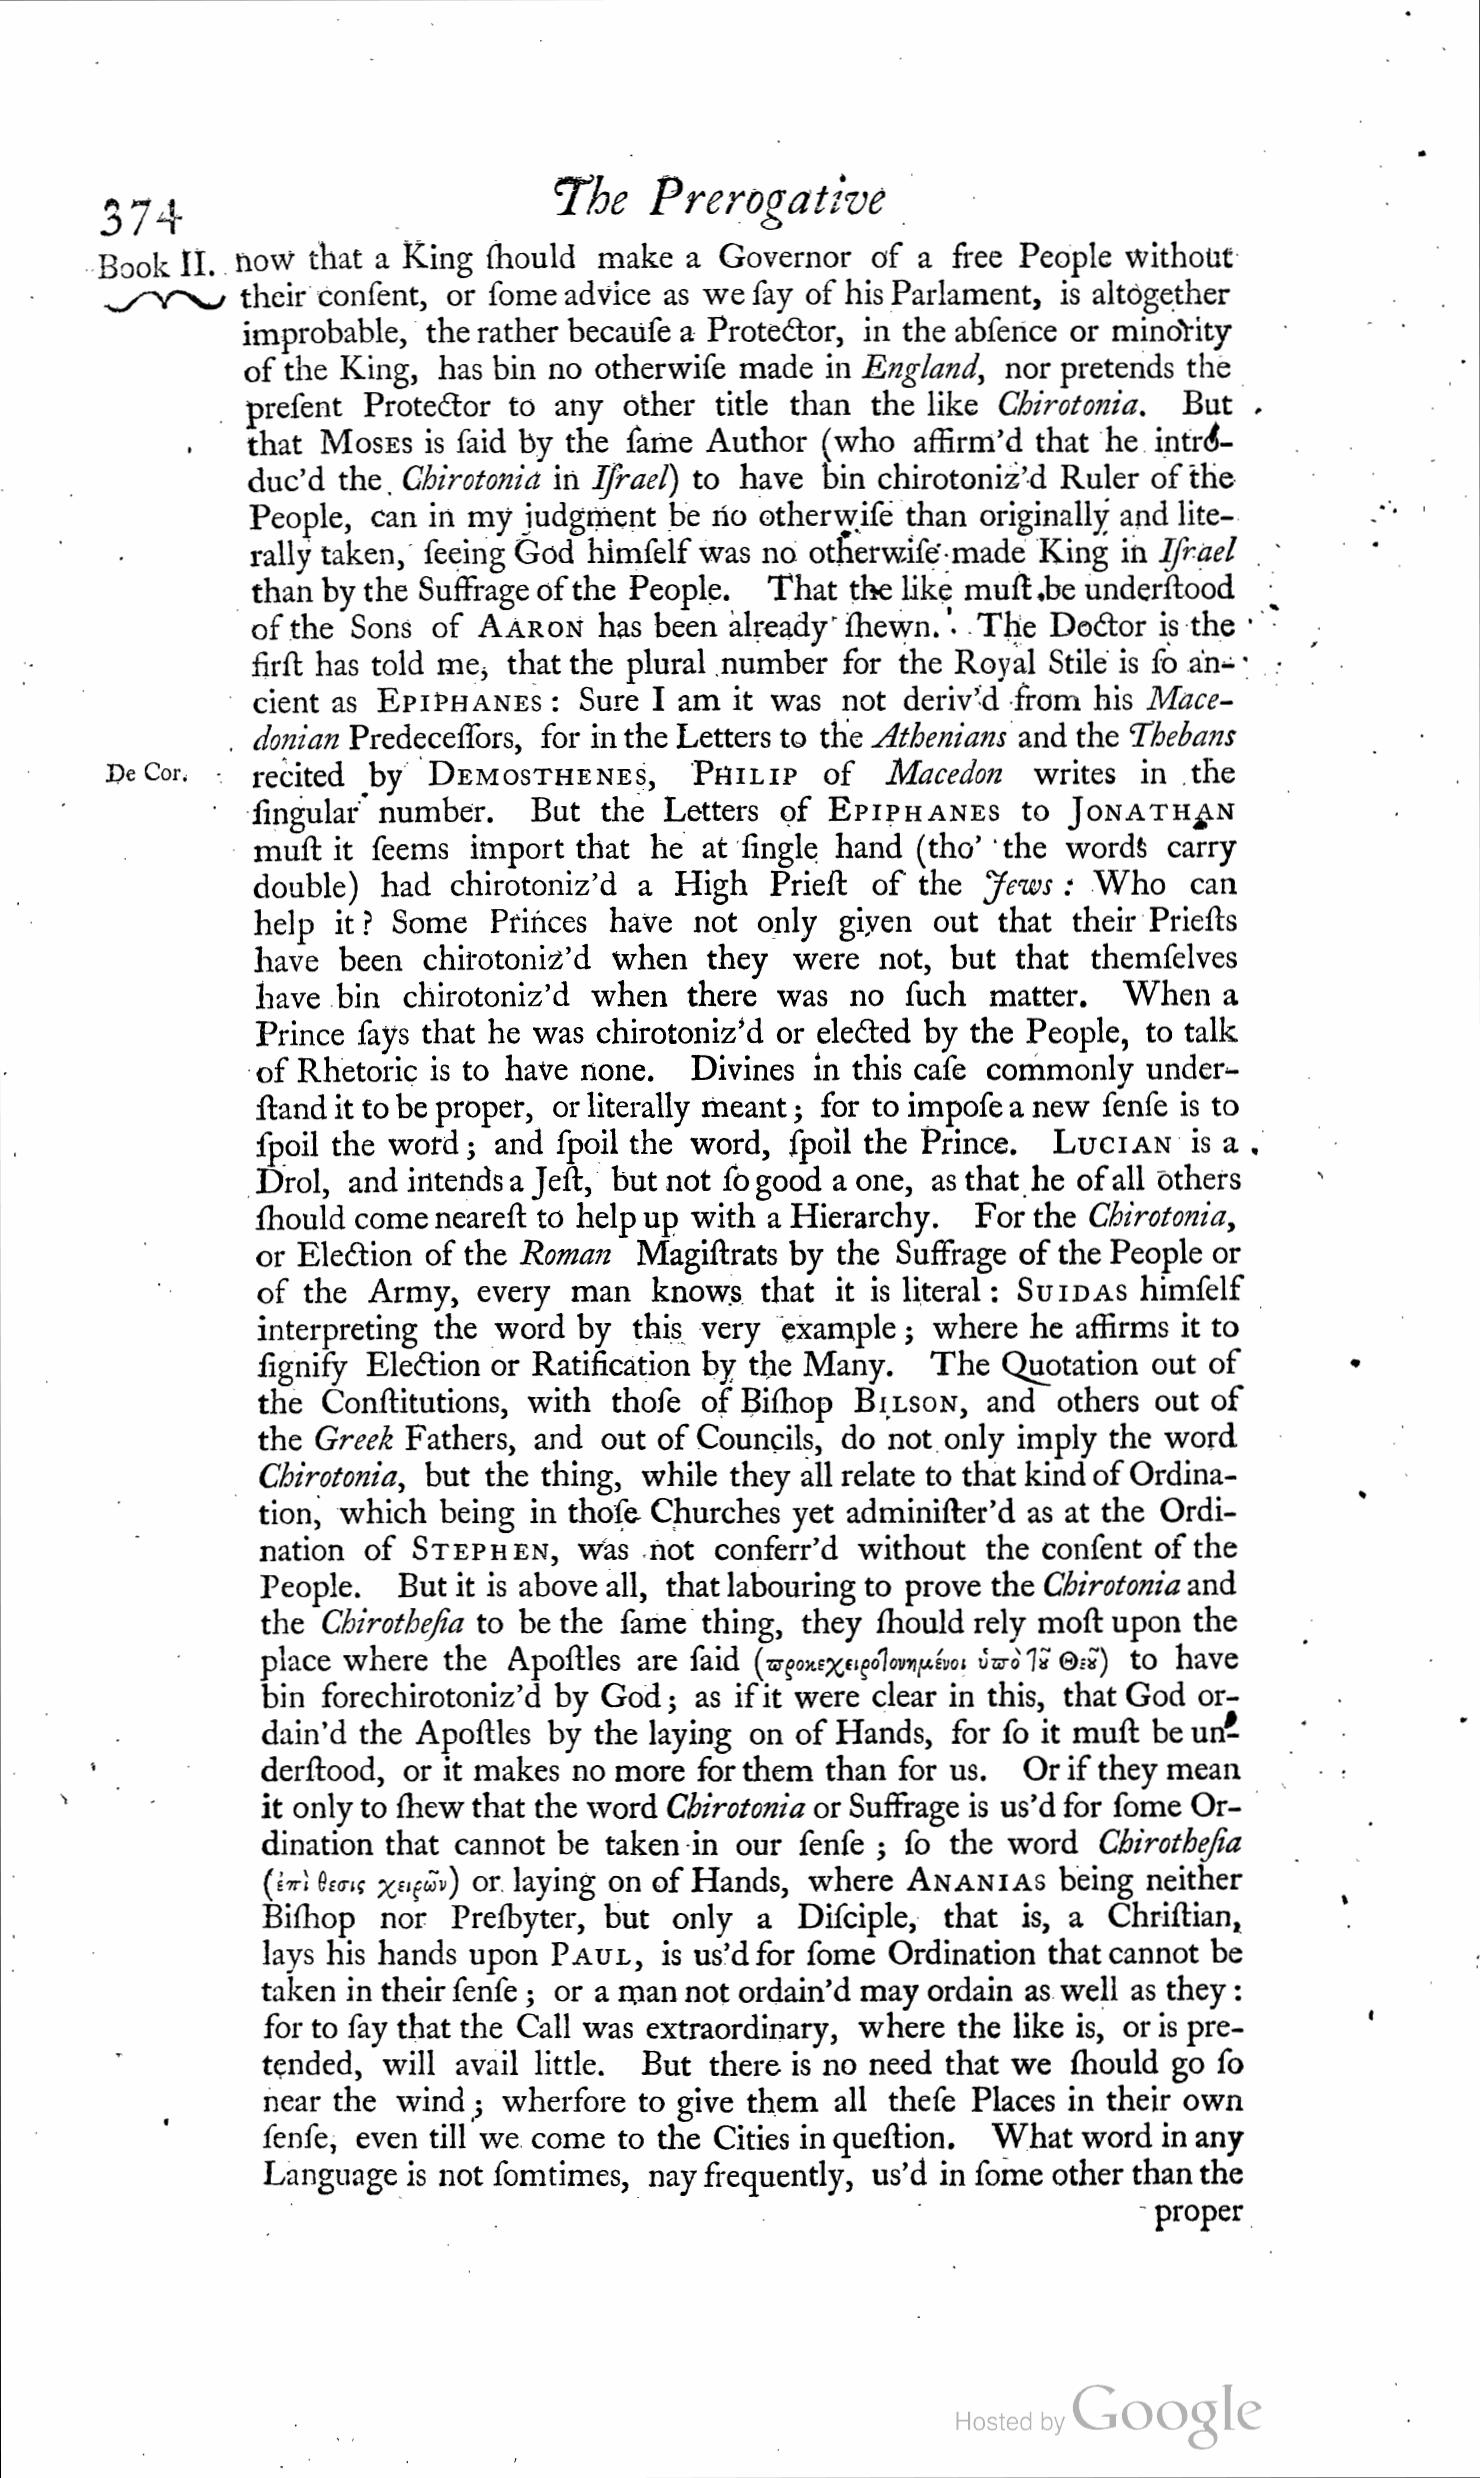 374
The Prerogative
Book II. now that a King ſhould make a Governor of a free People without
their conſent, or ſome advice as we ſay of his Parlament, is altogether
improbable, the rather becauſe a Protector, in the abſence or minority
of the King, has bin no otherwiſe made in England, nor pretends the
preſent Protector to any other title than the like Chirotonia. But
that MOSES is ſaid by the ſame Author (who affirm'd that he intro-
duc'd the Chirotonia in Iſrael) to have bin chirotoniz'd Ruler of the
People, can in my judgment be no otherwiſe than originally and lite-
rally taken, ſeeing God himſelf was no otherwiſe made King in Iſrael
than by the Suffrage of the People. That the like muſt be underſtood
of the Sons of AARON has been already ſhewn. The Doctor is the
firſt has told me, that the plural number for the Royal Stile is ſo an-
cient as EPIPHANES: Sure I am it was not deriv'd from his Mace-
donian Predeceſſors, for in the Letters to the Athenians and the Thebans
De Cor. recited by DEMOSTHENES, PHILIP of Macedon writes in the
ſingular number. But the Letters of EPIPHANES to JONATHAN
muſt it ſeems import that he at ſingle hand (tho' the words carry
double) had chirotoniz'd a High Prieſt of the Jews: Who can
help it? Some Princes have not only given out that their Prieſts
have been chirotoniz'd when they were not, but that themſelves
have bin chirotoniz'd when there was no ſuch matter. When a
Prince ſays that he was chirotoniz'd or elected by the People, to talk
of Rhetoric is to have none. Divines in this caſe commonly under-
ſtand it to be proper, or literally meant; for to impoſe a new ſenſe is to
ſpoil the word; and ſpoil the word, ſpoil the Prince. LUCIAN is a
Drol, and intends a Jeſt, but not ſo good a one, as that he of all others
ſhould come neareſt to help up with a Hierarchy. For the Chirotonia,
or Election of the Roman Magiſtrats by the Suffrage of the People or
of the Army, every man knows that it is literal: SUIDAS himſelf
interpreting the word by this very example; where he affirms it to
ſignify Election or Ratification by the Many. The Quotation out of
the Conſtitutions, with thoſe of Biſhop BILSON, and others out of
the Greek Fathers, and out of Councils, do not only imply the word
Chirotonia, but the thing, while they all relate to that kind of Ordina-
tion, which being in thoſe Churches yet adminiſter'd as at the Ordi-
nation of STEPHEN, was not conferr'd without the conſent of the
People. But it is above all, that labouring to prove the Chirotonia and
the Chirotheſia to be the ſame thing, they ſhould rely moſt upon the
place where the Apoſtles are ſaid (προκεχειροτονημένοι ὑπὸ τȣ͂ Θεȣ͂) to have
bin forechirotoniz'd by God; as if it were clear in this, that God or-
dain'd the Apoſtles by the laying on of Hands, for ſo it muſt be un-
derſtood, or it makes no more for them than for us. Or if they mean
it only to ſhew that the word Chirotonia or Suffrage is us'd for ſome Or-
dination that cannot be taken in our ſenſe; ſo the word Chirotheſia
(ἐπὶ θεσις χειρῶν) or laying on of Hands, where ANANIAS being neither
Biſhop nor Preſbyter, but only a Diſciple, that is, a Chriſtian,
lays his hands upon PAUL, is us'd for ſome Ordination that cannot be
taken in their ſenſe; or a man not ordain'd may ordain as well as they:
for to ſay that the Call was extraordinary, where the like is, or is pre-
tended, will avail little. But there is no need that we ſhould go ſo
near the wind; wherfore to give them all theſe Places in their own
ſenſe, even till we come to the Cities in queſtion. What word in any
Language is not ſomtimes, nay frequently, us'd in ſome other than the
proper
Hosted by Google